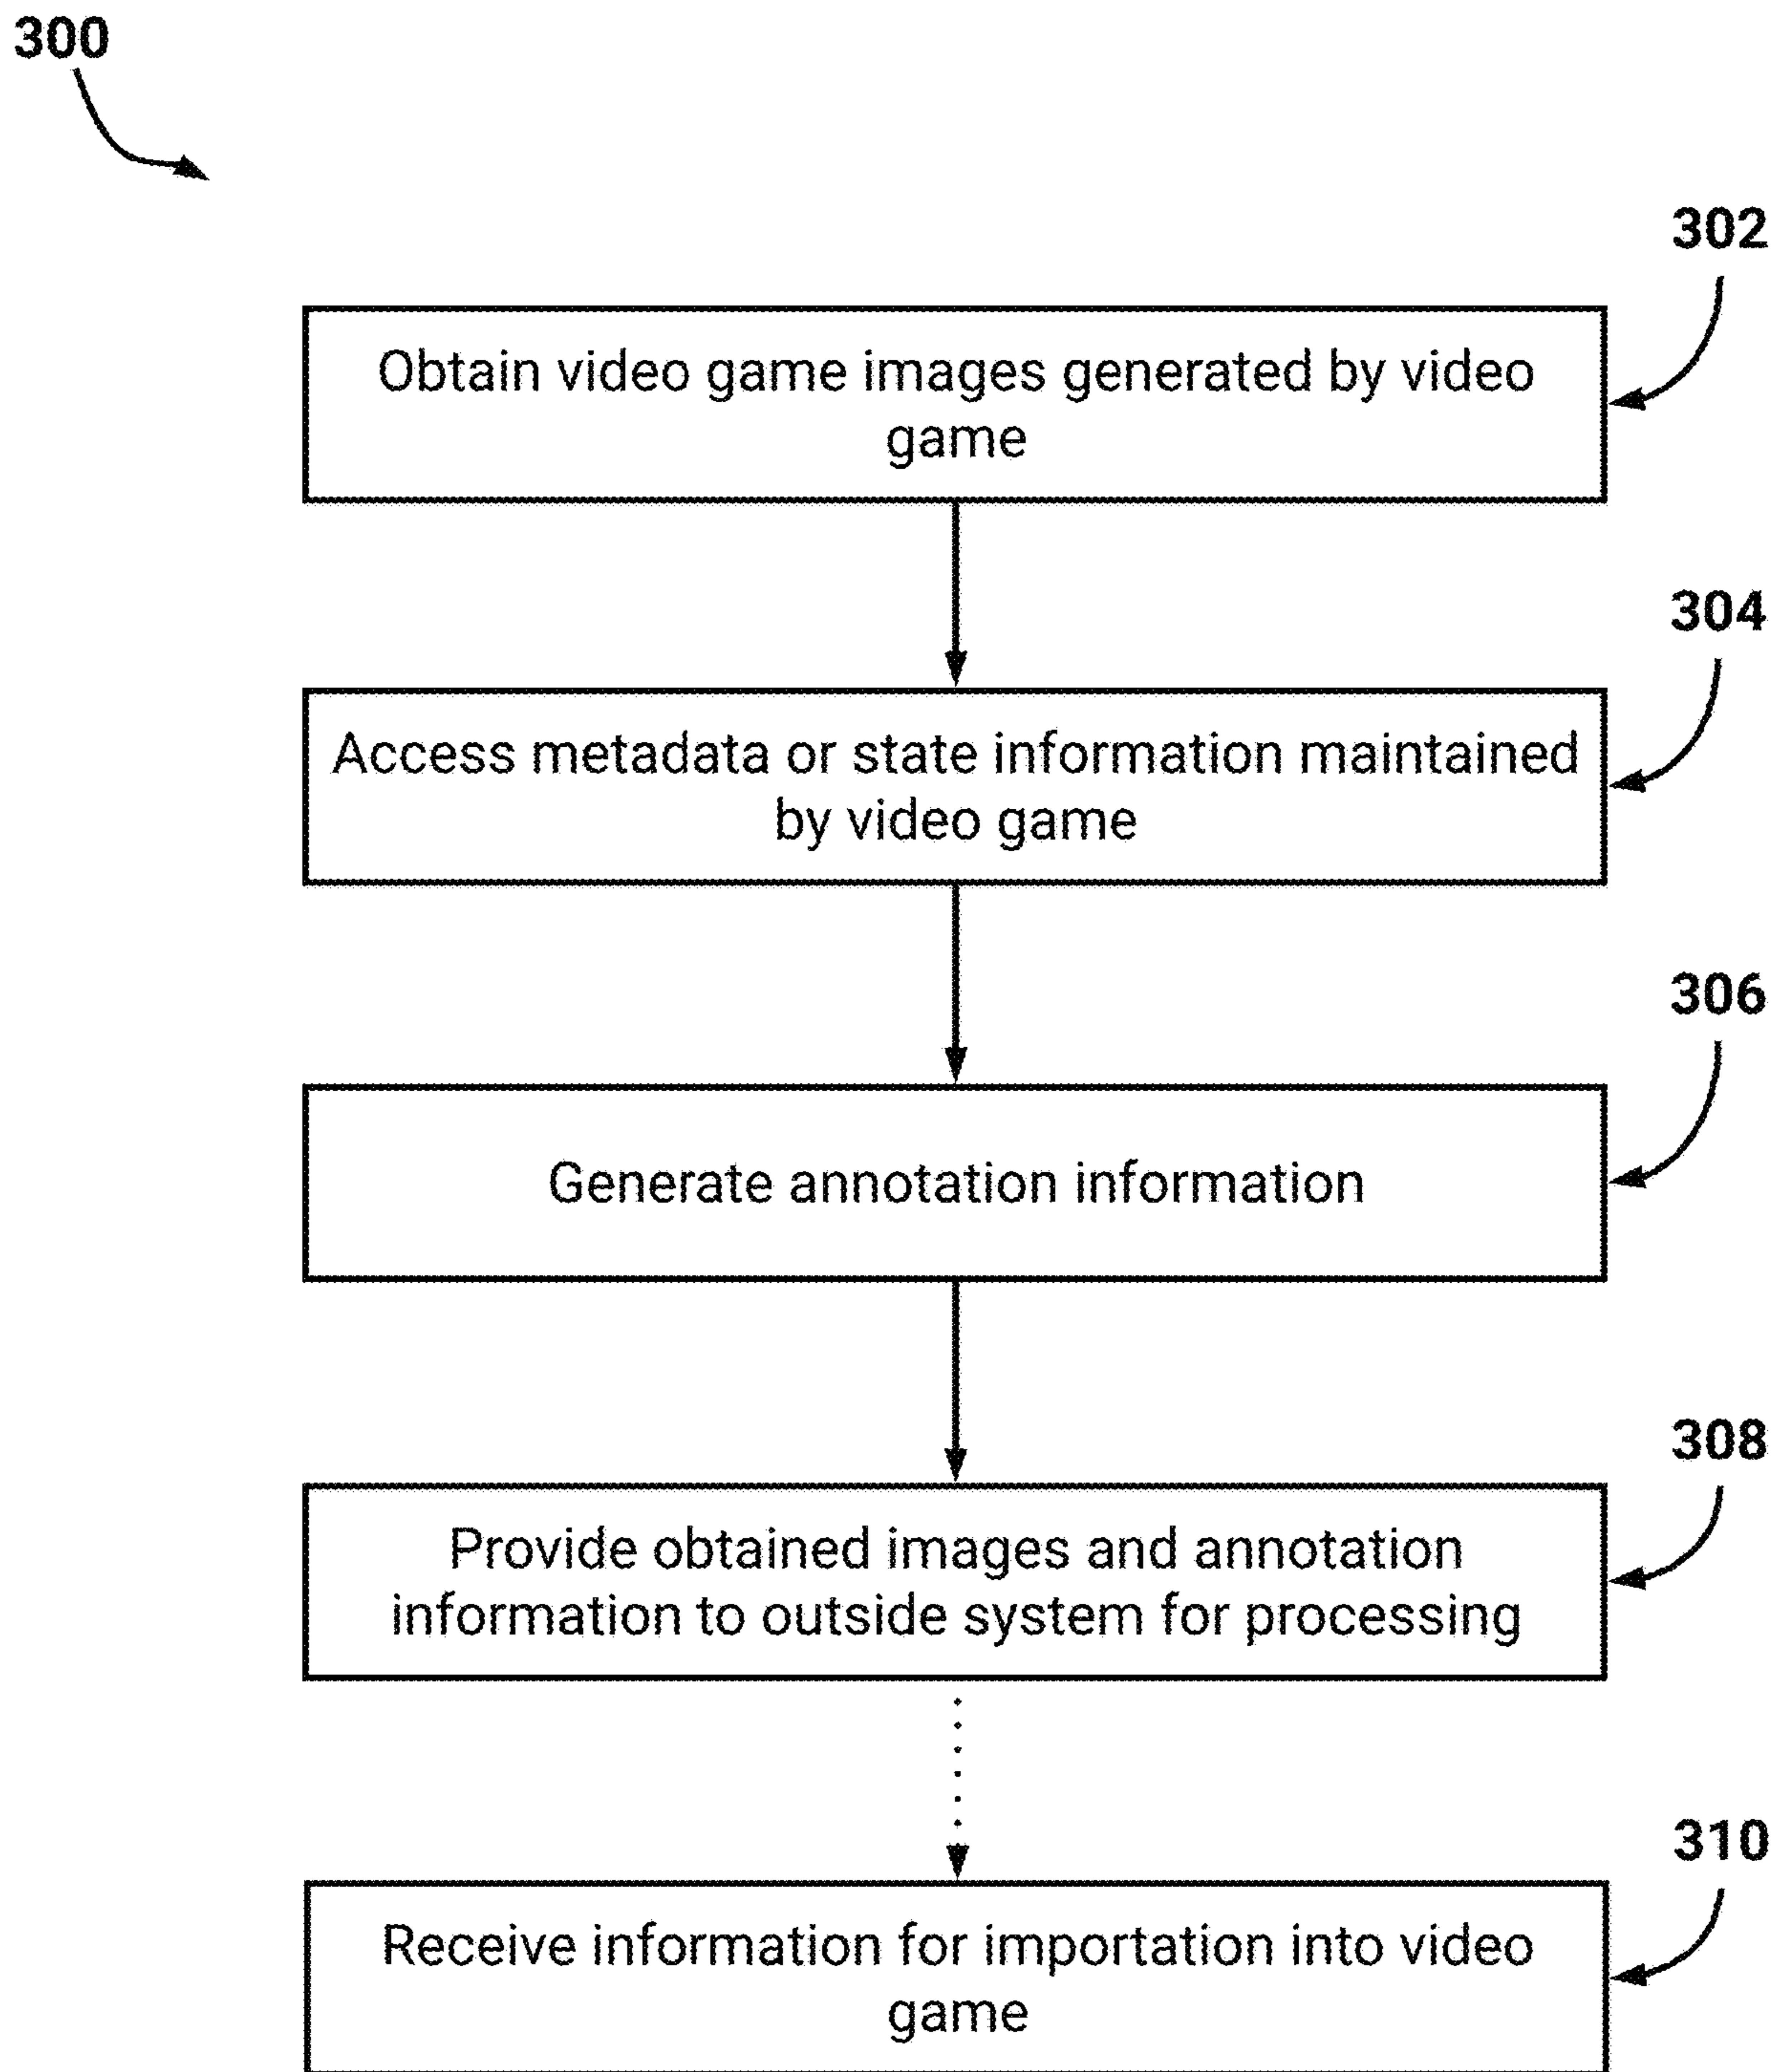 300
302
Obtain video game images generated by video
game
304
Access metadata or state information maintained
by video game
306
Generate annotation information
308
Provide obtained images and annotation
information to outside system for processing
310
Receive information for importation into video
game